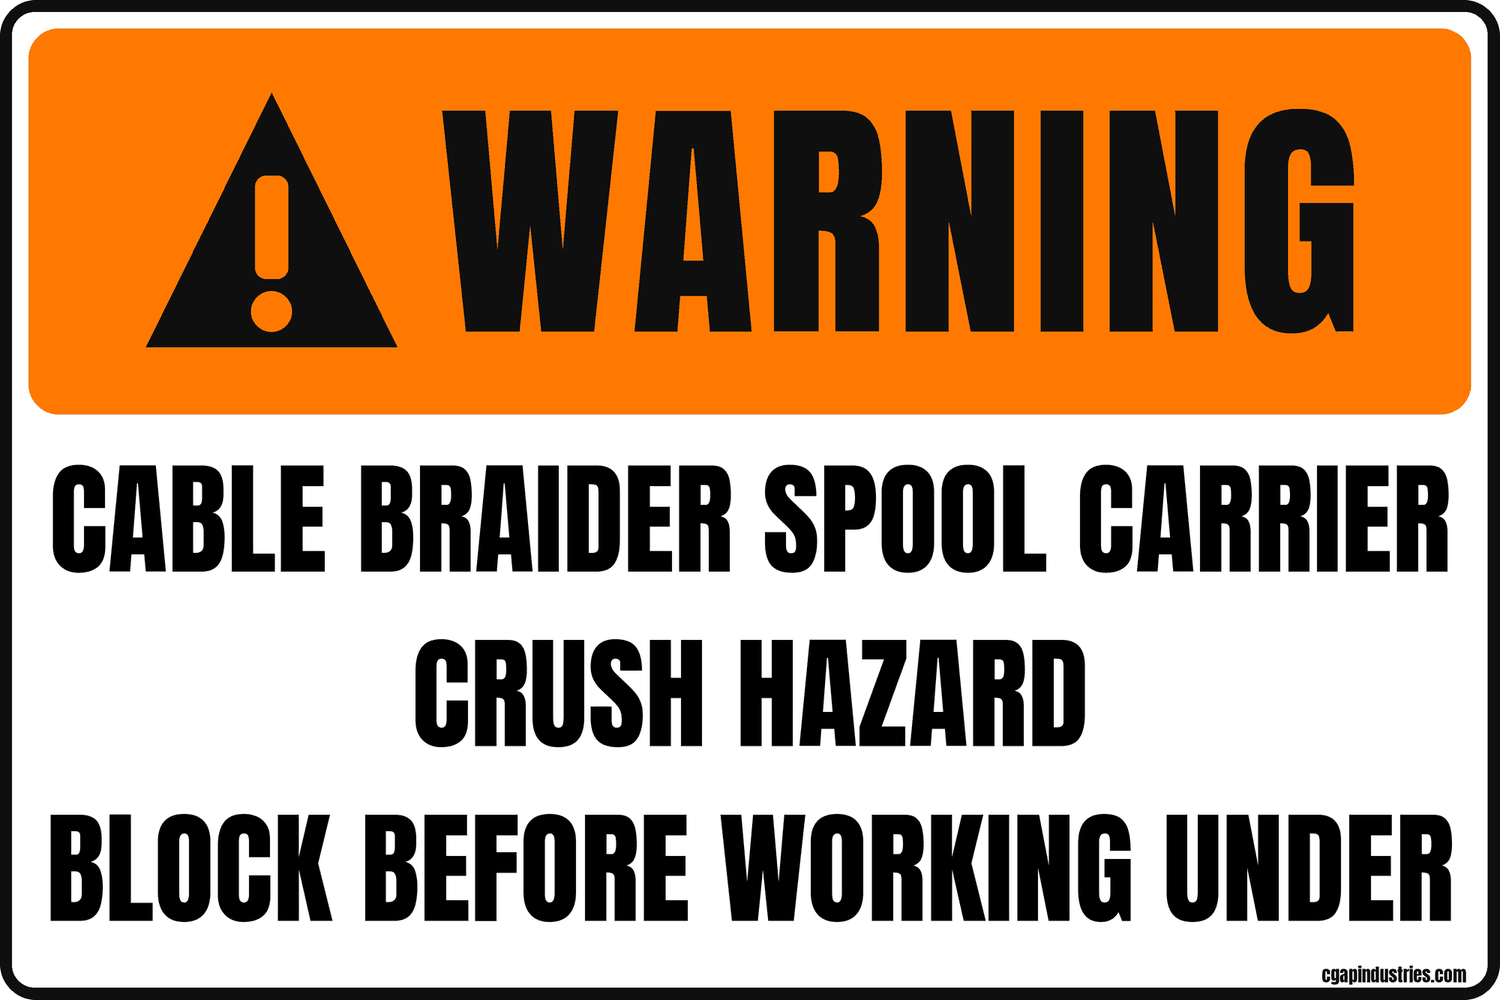 WARNING
CABLE BRAIDER SPOOL CARRIER
CRUSH HAZARD
BLOCK BEFORE WORKING UNDER
cgapindustries.com